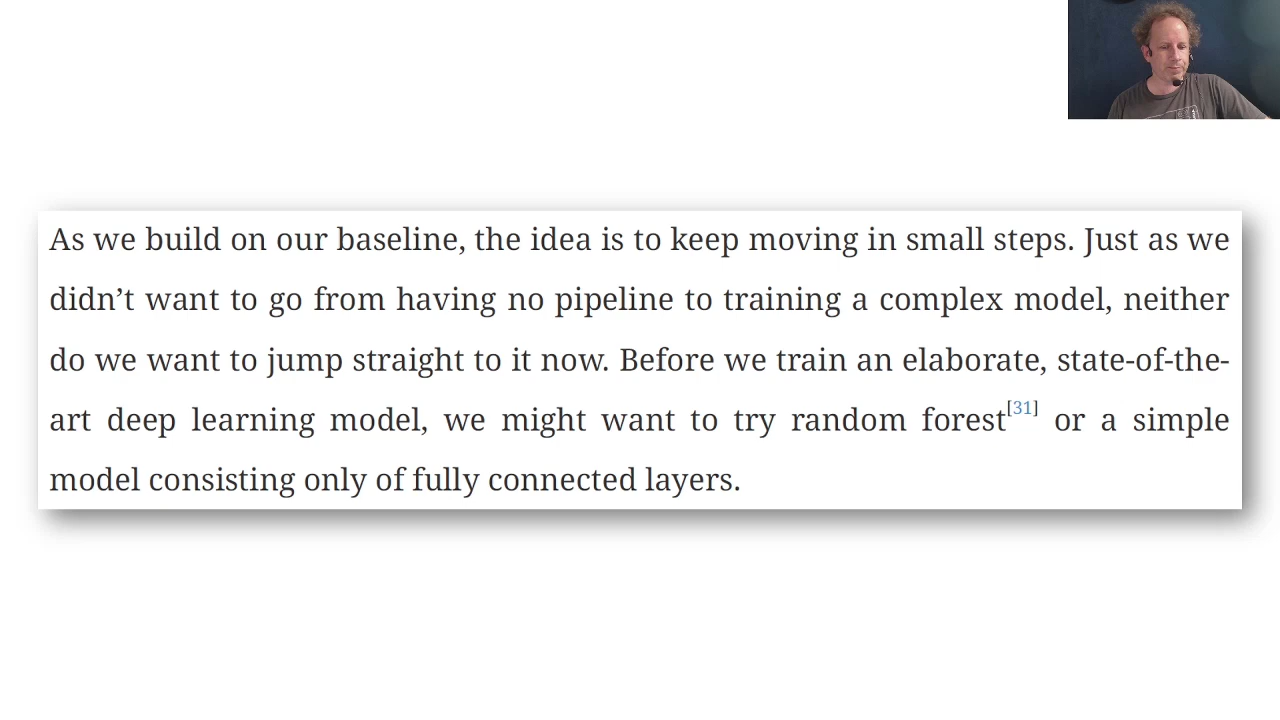 As we build on our baseline, the idea is to keep moving in small steps. Just as we
didn’t want to go from having no pipeline to training a complex model, neither
do we want to jump straight to it now. Before we train an elaborate, state-of-the-
art deep learning model, we might want to try random forest[31] or a simple
model consisting only of fully connected layers.